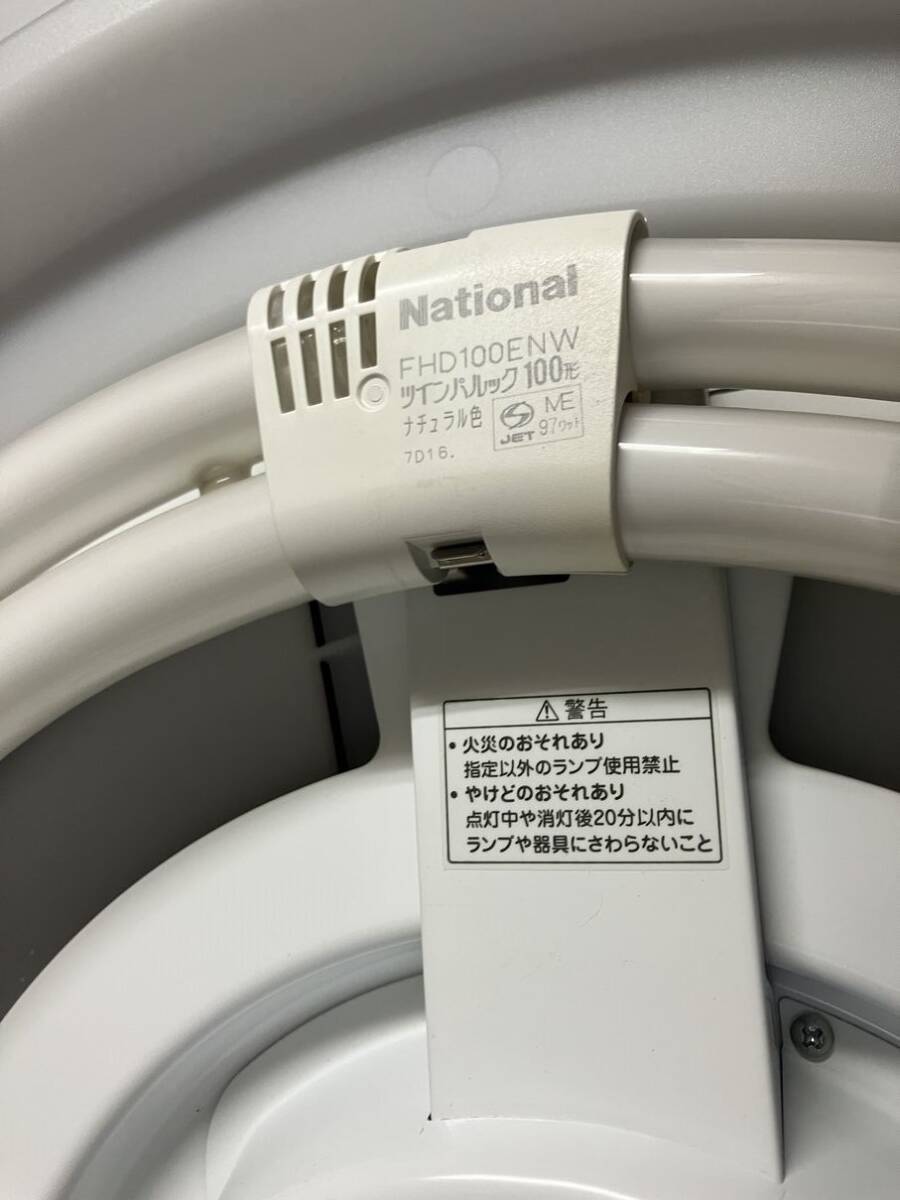 National
FHD100ENW
ツインパルック 100形
ナチュラル色
JET
ME
97ワット
7D16.
⚠ 警告
・火災のおそれあり
指定以外のランプ使用禁止
・やけどのおそれあり
点灯中や消灯後20分以内に
ランプや器具にさわらないこと